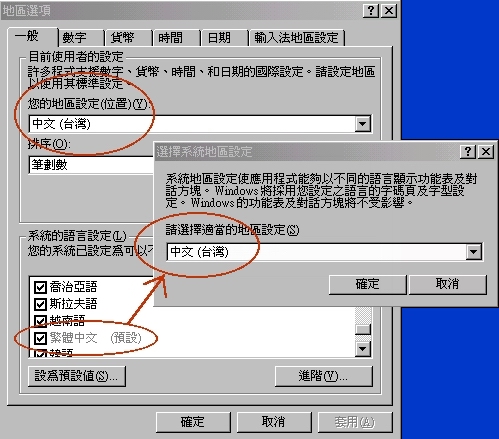 地區選項
一般 數字 貨幣 時間 日期 輸入法地區設定
目前使用者的設定
許多程式支援數字、貨幣、時間、和日期的國際設定。請設定地區
以使用其標準設定。
您的地區設定(位置)(Y):
中文 (台灣)
排序(O):
筆劃數
選擇系統地區設定
系統地區設定使應用程式能夠以不同的語言顯示功能表及對
話方塊。Windows 將採用您設定之語言的字碼頁及字型設
定。Windows 的功能表及對話方塊將不受影響。
請選擇適當的地區設定(S)
中文 (台灣)
確定 取消
系統的語言設定(L)
您的系統已設定為可以不
喬治亞語
斯拉夫語
越南語
繁體中文 (預設)
韓語
設為預設值(S)... 進階(V)...
確定 取消 套用(A)